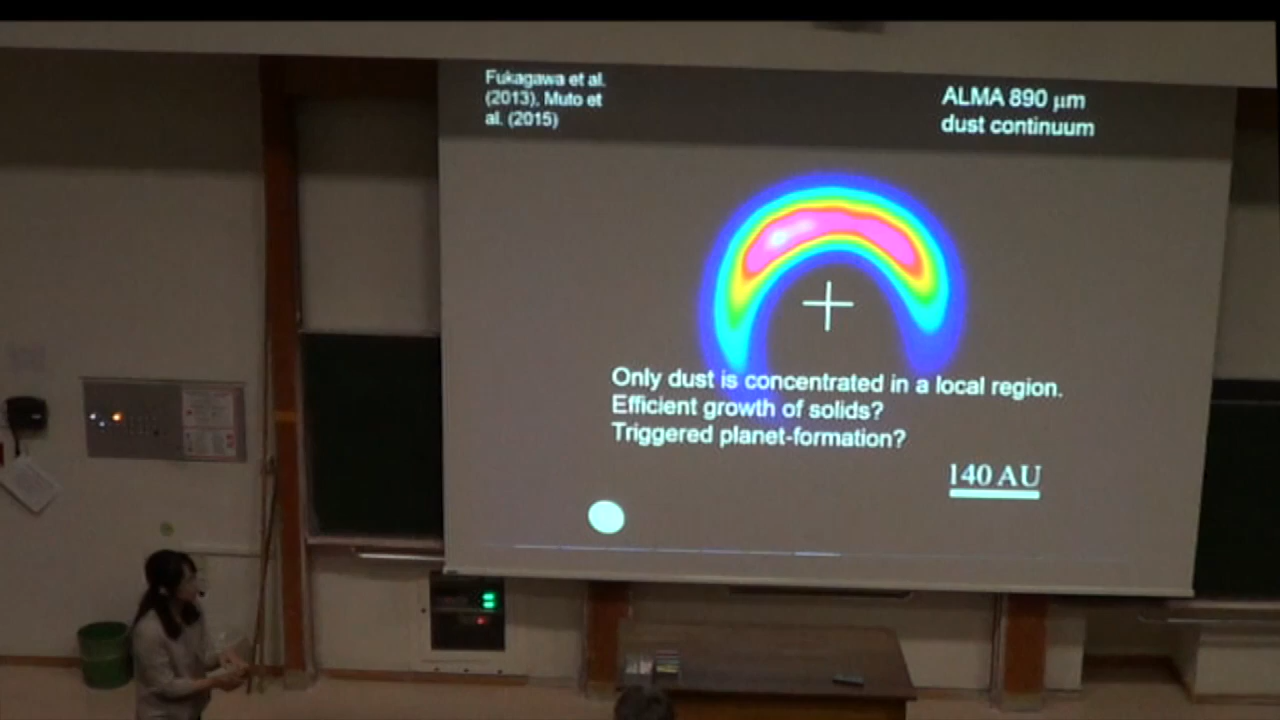 Fukagawa et al.
(2013), Muto et
al. (2015)
ALMA 890 μm
dust continuum
Only dust is concentrated in a local region.
Efficient growth of solids?
Triggered planet-formation?
140 AU